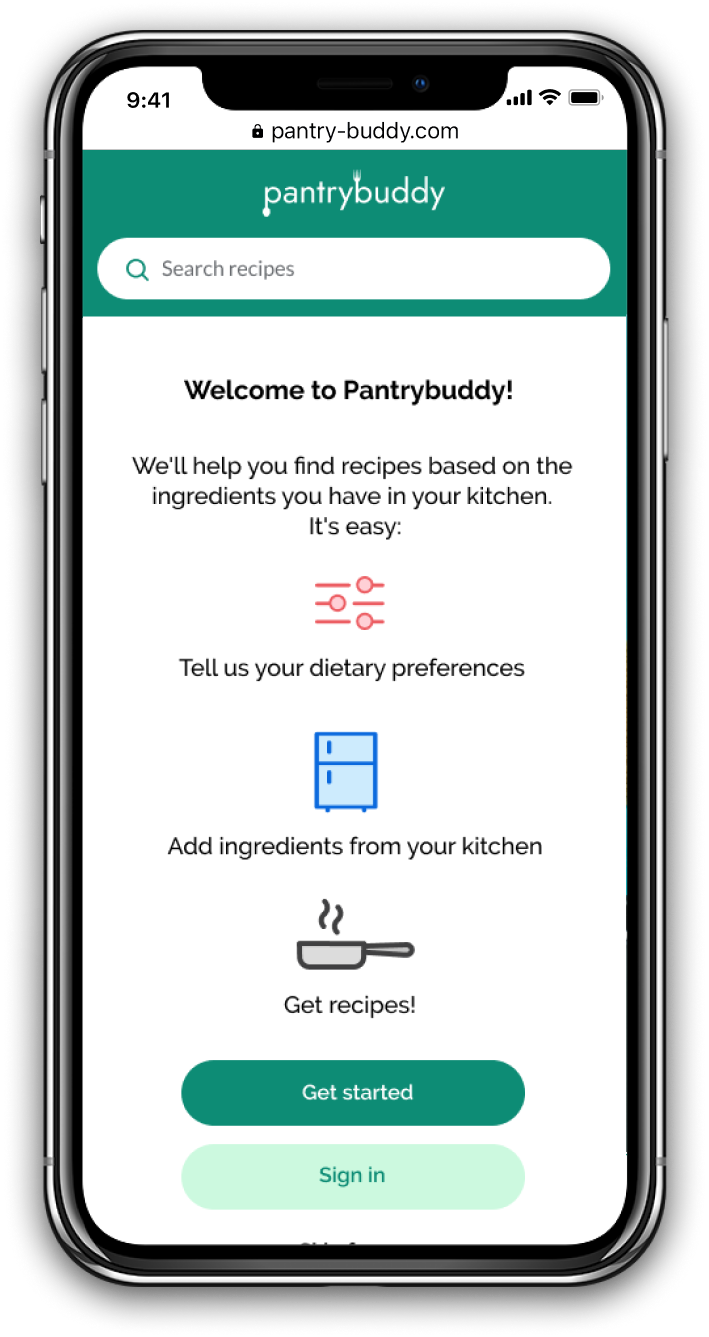 9:41
pantry-buddy.com
pantrybuddy
Search recipes
Welcome to Pantrybuddy!
We'll help you find recipes based on the
ingredients you have in your kitchen.
It's easy:
Tell us your dietary preferences
Add ingredients from your kitchen
Get recipes!
Get started
Sign in